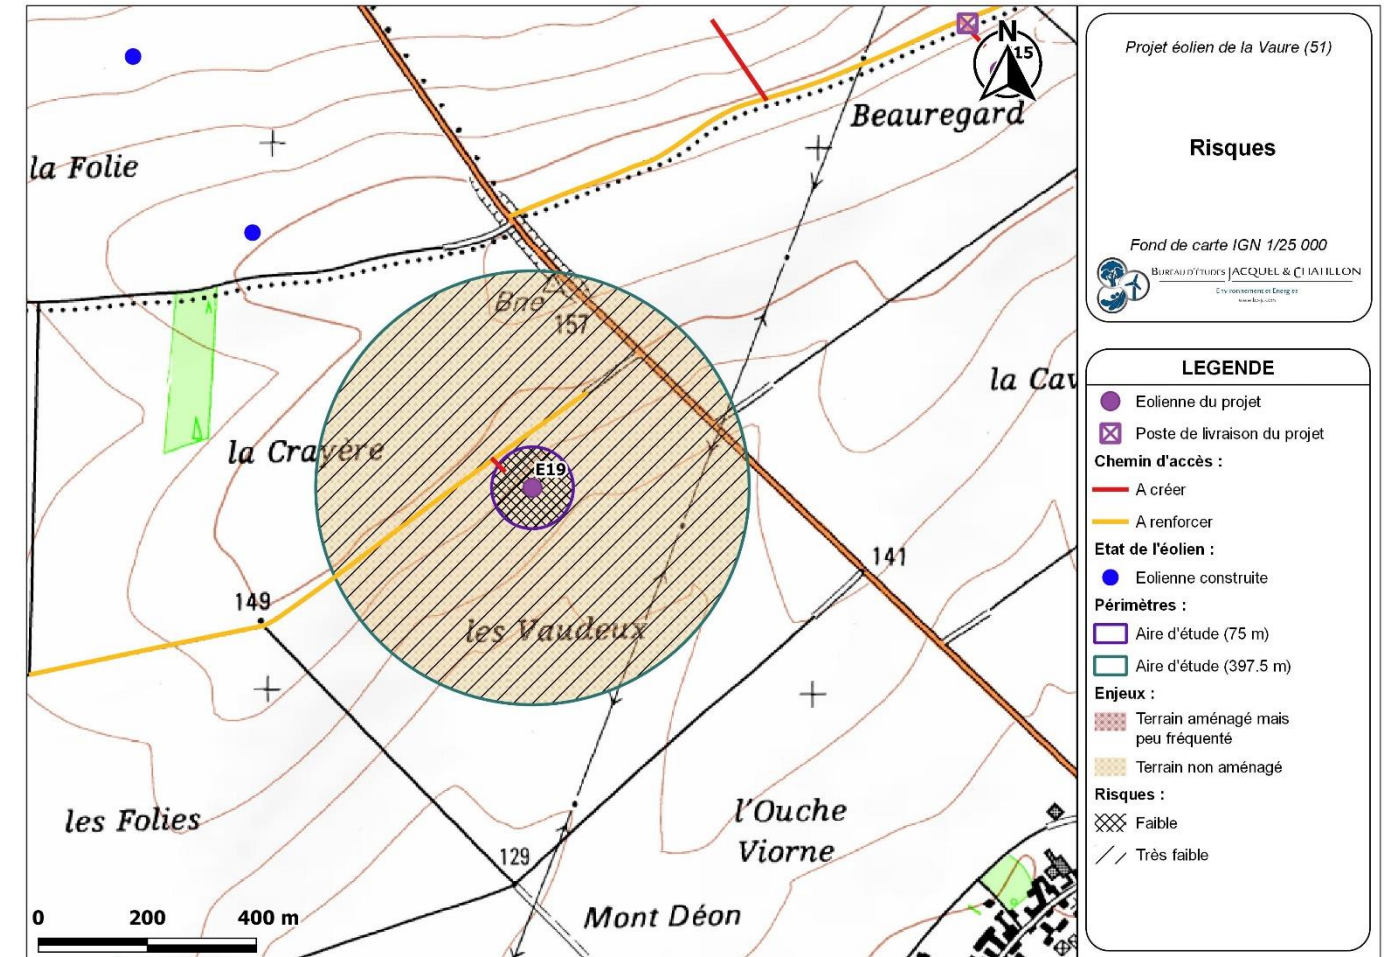 la Folie
Beauregard
N
15
Bne
157
la Cav
la Crayère
E19
149
141
les Vaudeux
les Folies
l'Ouche
Viorne
129
Mont Déon
0 200 400 m
Projet éolien de la Vaure (51)
Risques
Fond de carte IGN 1/25 000
BUREAU D'ÉTUDES JACQUEL & CHATILLON
Environnement et Energies
LEGENDE
Eolienne du projet
Poste de livraison du projet
Chemin d'accès :
A créer
A renforcer
Etat de l'éolien :
Eolienne construite
Périmètres :
Aire d'étude (75 m)
Aire d'étude (397.5 m)
Enjeux :
Terrain aménagé mais
peu fréquenté
Terrain non aménagé
Risques :
Faible
Très faible